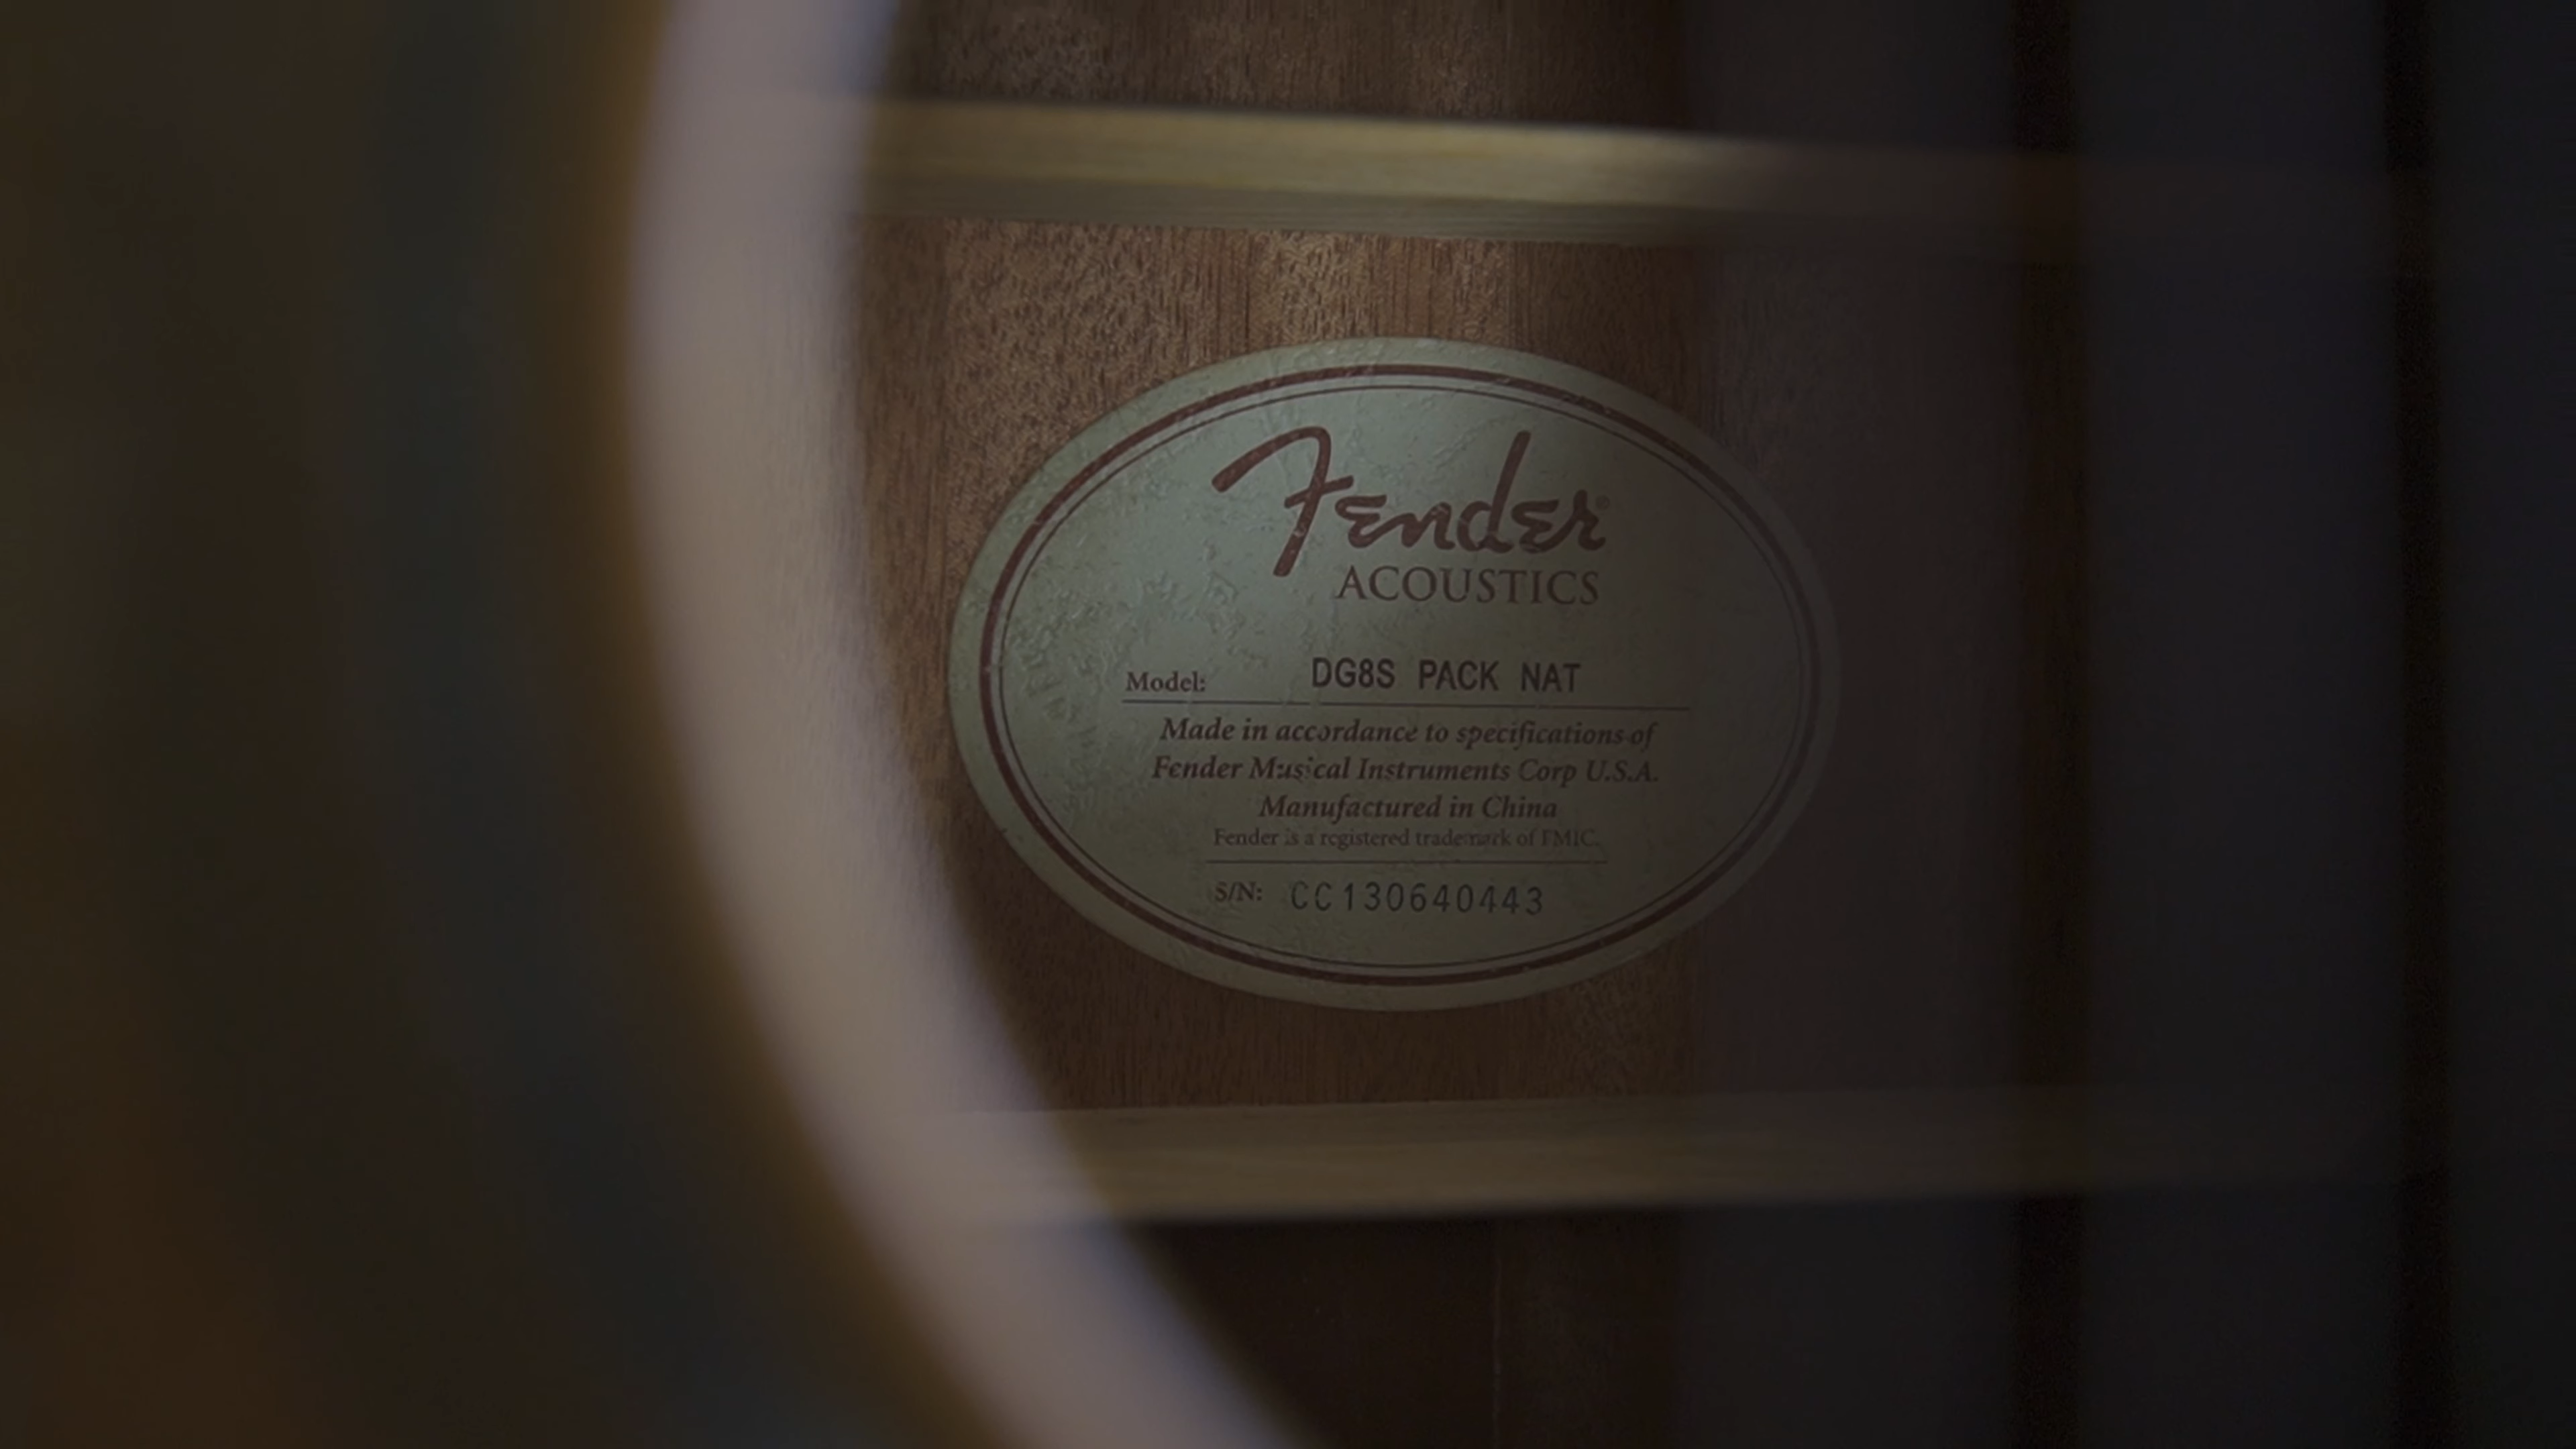 Fender®
ACOUSTICS
Model: DG8S PACK NAT
Made in accordance to specifications of
Fender Musical Instruments Corp U.S.A.
Manufactured in China
Fender is a registered trademark of FMIC.
S/N: CC130640443